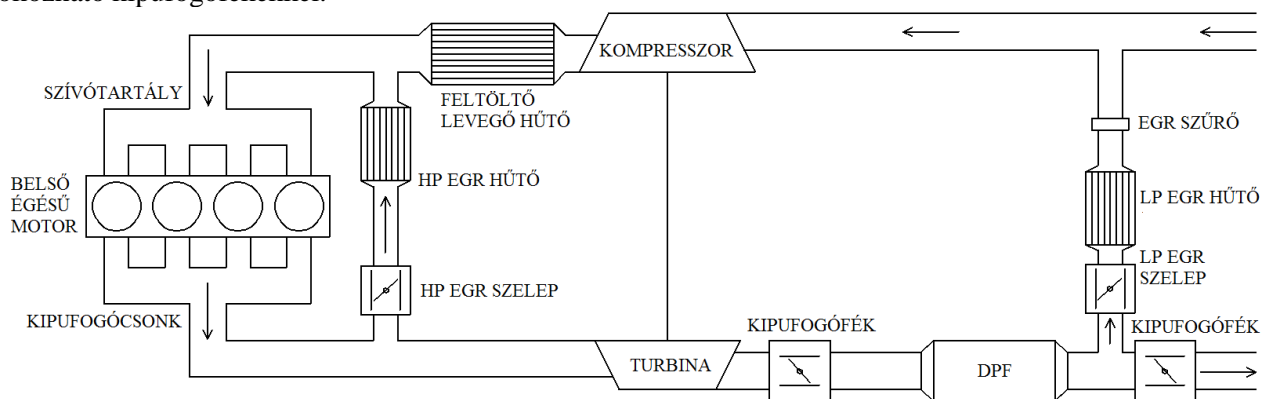 KOMPRESSZOR
SZÍVÓTARTÁLY
FELTÖLTŐ
LEVEGŐ HŰTŐ
EGR SZŰRŐ
BELSŐ
ÉGÉSŰ
MOTOR
HP EGR HŰTŐ
LP EGR HŰTŐ
LP EGR
SZELEP
HP EGR SZELEP
KIPUFOGÓCSONK
KIPUFOGÓFÉK
KIPUFOGÓFÉK
TURBINA
DPF